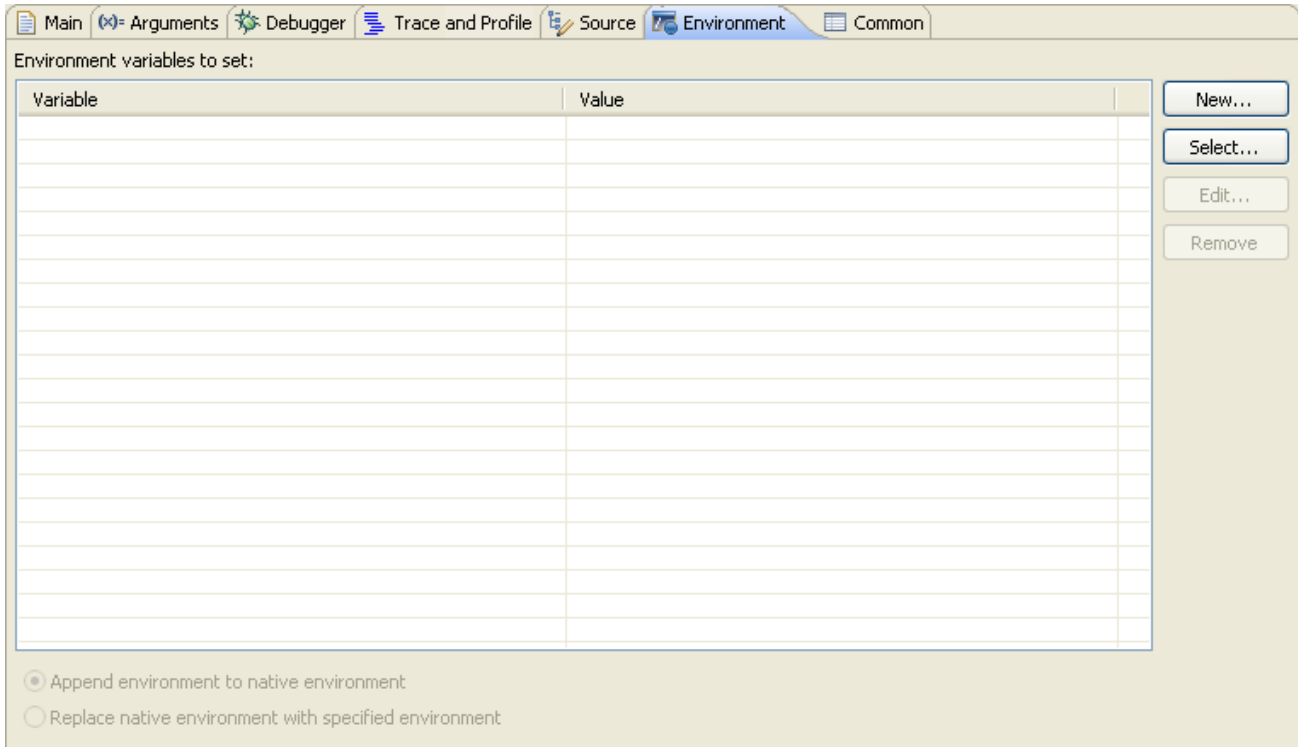 Main (x)= Arguments Debugger Trace and Profile Source Environment Common
Environment variables to set:
Variable Value
New...
Select...
Edit...
Remove
Append environment to native environment
Replace native environment with specified environment